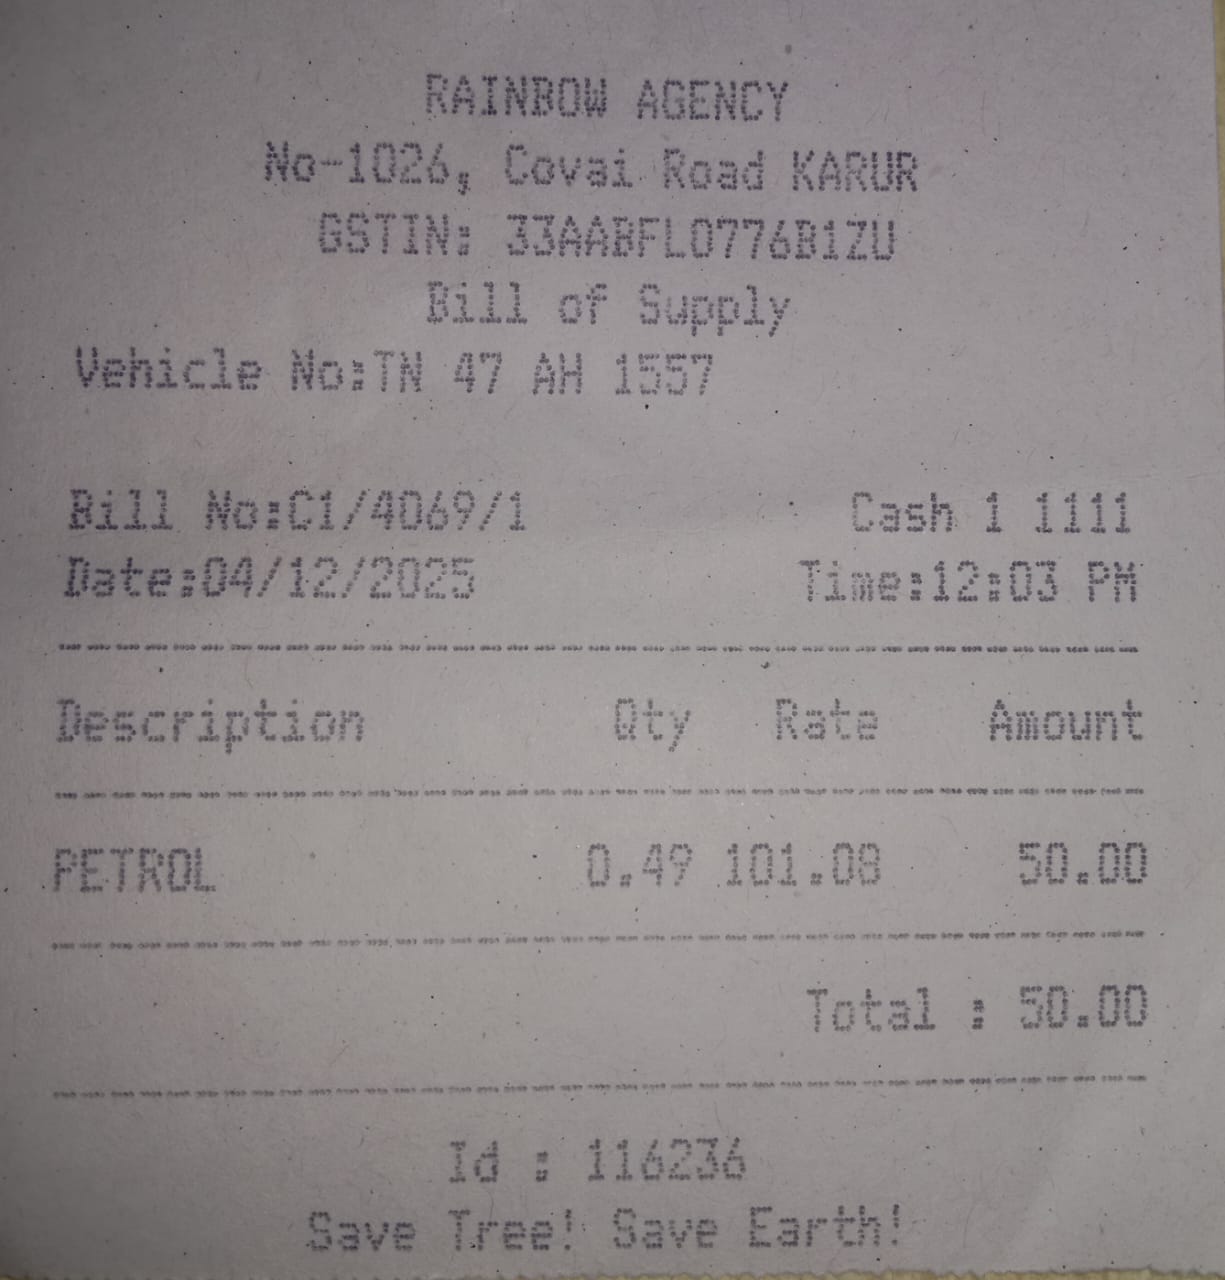 RAINBOW AGENCY
No-1026, Covai Road KARUR
GSTIN: 33AABFL0776B1ZU
Bill of Supply
Vehicle No:TN 47 AH 1557
Bill No:C1/4069/1 Cash 1 1111
Date:04/12/2025 Time:12:03 PM
Description Qty Rate Amount
PETROL 0.49 101.08 50.00
Total : 50.00
Id : 116236
Save Tree! Save Earth!